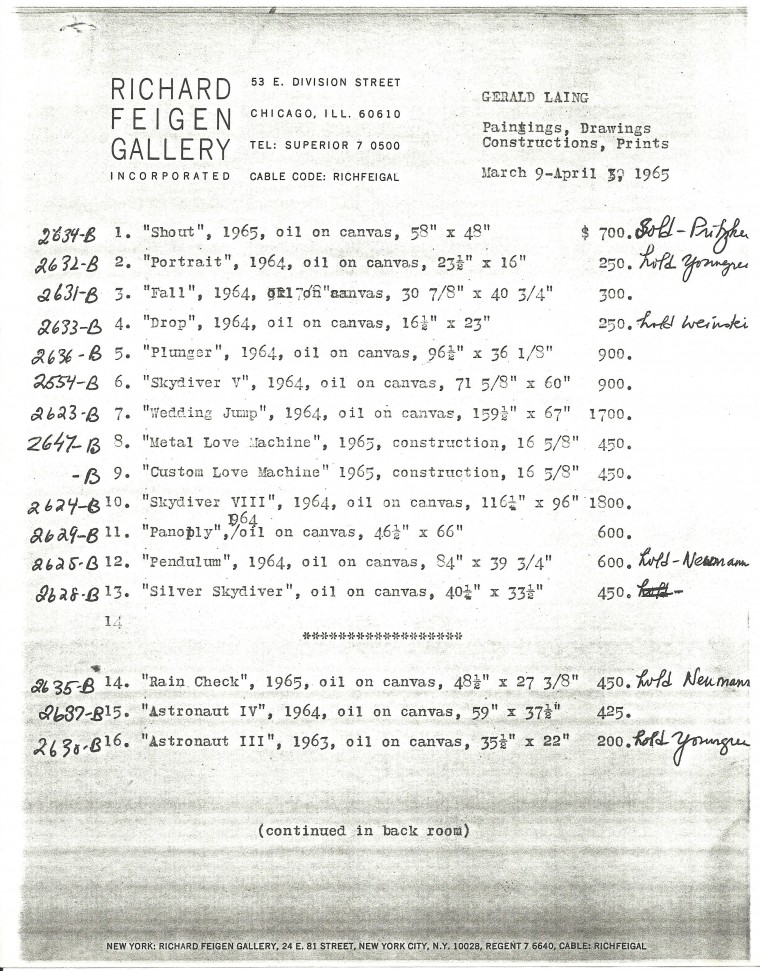 RICHARD
FEIGEN
GALLERY
INCORPORATED
53 E. DIVISION STREET
CHICAGO, ILL. 60610
TEL: SUPERIOR 7 0500
CABLE CODE: RICHFEIGAL
GERALD LAING
Paintings, Drawings
Constructions, Prints
March 9-April 3, 1965
2634-B 1. "Shout", 1965, oil on canvas, 58" x 48" $ 700. Sold - Pritzker
2632-B 2. "Portrait", 1964, oil on canvas, 23½" x 16" 250. hold
2631-B 3. "Fall", 1964, oil on canvas, 30 7/8" x 40 3/4" 300.
2633-B 4. "Drop", 1964, oil on canvas, 16½" x 23" 250. hold
2636-B 5. "Plunger", 1964, oil on canvas, 96½" x 36 1/8" 900.
2554-B 6. "Skydiver V", 1964, oil on canvas, 71 5/8" x 60" 900.
2623-B 7. "Wedding Jump", 1964, oil on canvas, 159½" x 67" 1700.
2647-B 8. "Metal Love Machine", 1965, construction, 16 5/8" 450.
-B 9. "Custom Love Machine" 1965, construction, 16 5/8" 450.
2624-B 10. "Skydiver VIII", 1964, oil on canvas, 116¼" x 96" 1800.
1964
2629-B 11. "Panoply",/oil on canvas, 46½" x 66" 600.
2625-B 12. "Pendulum", 1964, oil on canvas, 84" x 39 3/4" 600. hold - Neumann
2628-B 13. "Silver Skydiver", oil on canvas, 40½" x 33½" 450. hold -
14
******************
2635-B 14. "Rain Check", 1965, oil on canvas, 48½" x 27 3/8" 450. hold Neumann
2637-B 15. "Astronaut IV", 1964, oil on canvas, 59" x 37½" 425.
2630-B 16. "Astronaut III", 1963, oil on canvas, 35½" x 22" 200. hold
(continued in back room)
NEW YORK: RICHARD FEIGEN GALLERY, 24 E. 81 STREET, NEW YORK CITY, N.Y. 10028, REGENT 7 6640, CABLE: RICHFEIGAL